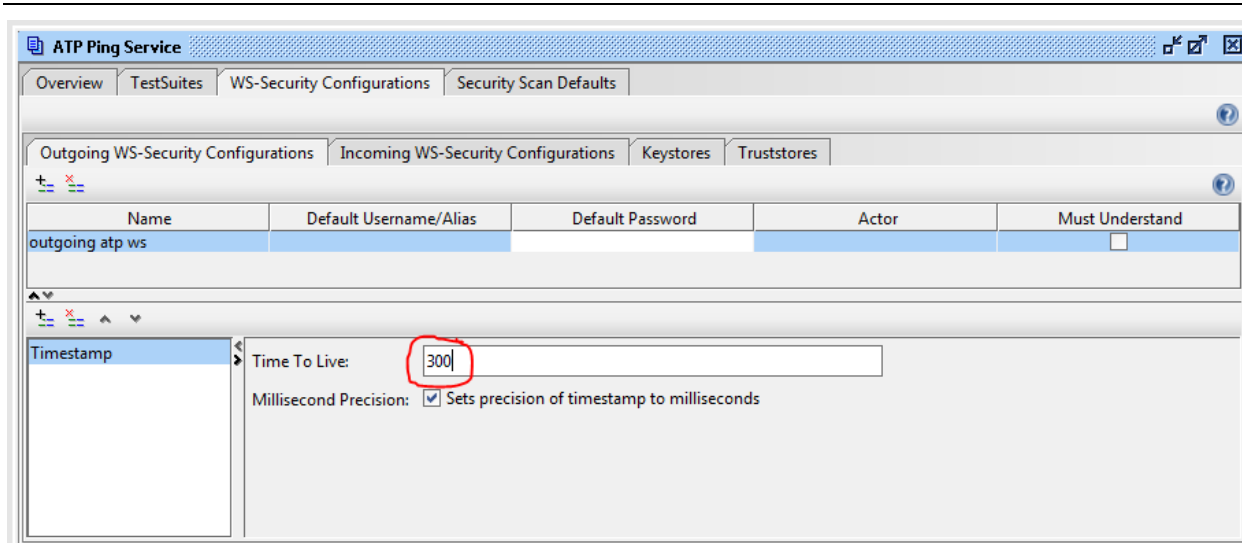 ATP Ping Service
Overview TestSuites WS-Security Configurations Security Scan Defaults
Outgoing WS-Security Configurations Incoming WS-Security Configurations Keystores Truststores
Name Default Username/Alias Default Password Actor Must Understand
outgoing atp ws
Timestamp
Time To Live: 300
Millisecond Precision: Sets precision of timestamp to milliseconds